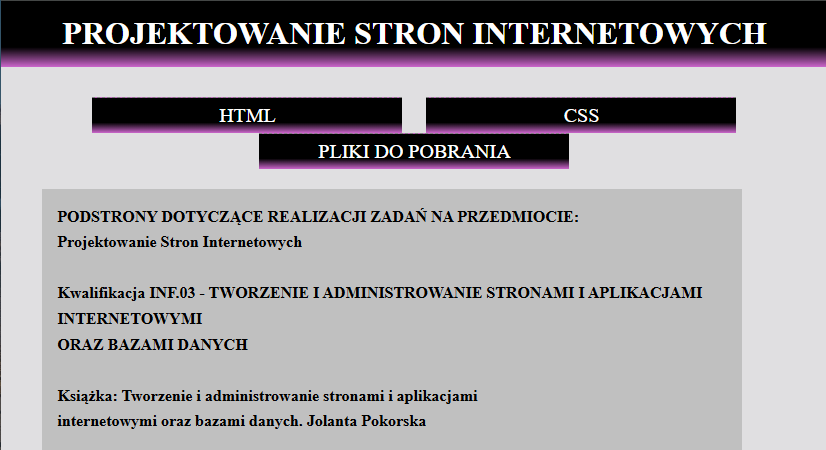 PROJEKTOWANIE STRON INTERNETOWYCH
HTML
CSS
PLIKI DO POBRANIA
PODSTRONY DOTYCZĄCE REALIZACJI ZADAŃ NA PRZEDMIOCIE:
Projektowanie Stron Internetowych
Kwalifikacja INF.03 - TWORZENIE I ADMINISTROWANIE STRONAMI I APLIKACJAMI
INTERNETOWYMI
ORAZ BAZAMI DANYCH
Książka: Tworzenie i administrowanie stronami i aplikacjami
internetowymi oraz bazami danych. Jolanta Pokorska